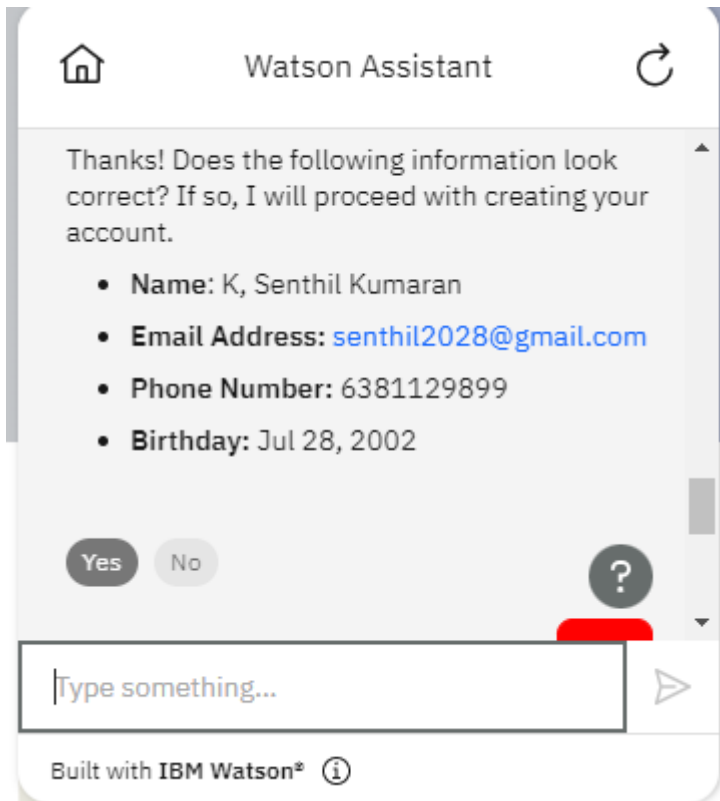 Watson Assistant
Thanks! Does the following information look
correct? If so, I will proceed with creating your
account.
• Name: K, Senthil Kumaran
• Email Address: senthil2028@gmail.com
• Phone Number: 6381129899
• Birthday: Jul 28, 2002
Yes No
?
Type something...
Built with IBM Watson®